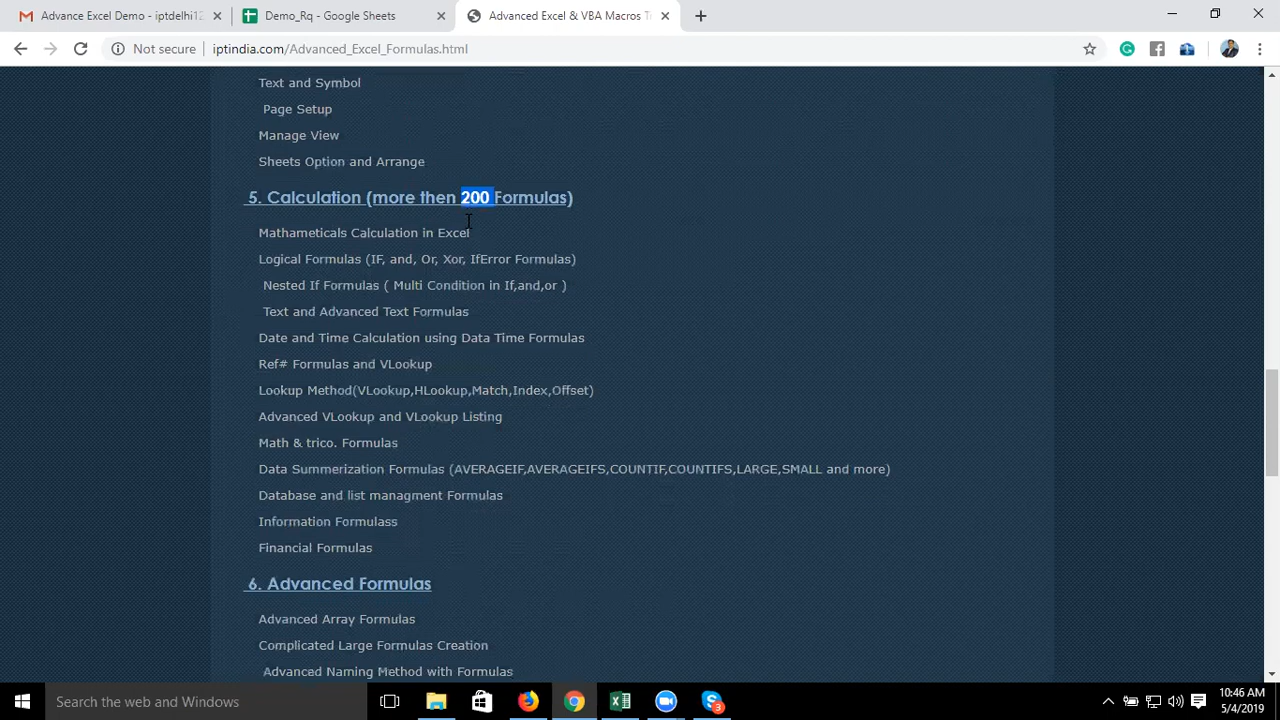 Advance Excel Demo - iptdelhi12
Demo_Rq - Google Sheets
Advanced Excel & VBA Macros T
Not secure
iptindia.com/Advanced_Excel_Formulas.html
Text and Symbol
Page Setup
Manage View
Sheets Option and Arrange
5. Calculation (more then 200 Formulas)
Mathameticals Calculation in Excel
Logical Formulas (IF, and, Or, Xor, IfError Formulas)
Nested If Formulas ( Multi Condition in If,and,or )
Text and Advanced Text Formulas
Date and Time Calculation using Data Time Formulas
Ref# Formulas and VLookup
Lookup Method(VLookup,HLookup,Match,Index,Offset)
Advanced VLookup and VLookup Listing
Math & trico. Formulas
Data Summerization Formulas (AVERAGEIF,AVERAGEIFS,COUNTIF,COUNTIFS,LARGE,SMALL and more)
Database and list managment Formulas
Information Formulass
Financial Formulas
6. Advanced Formulas
Advanced Array Formulas
Complicated Large Formulas Creation
Advanced Naming Method with Formulas
Search the web and Windows
3
10:46 AM
5/4/2019